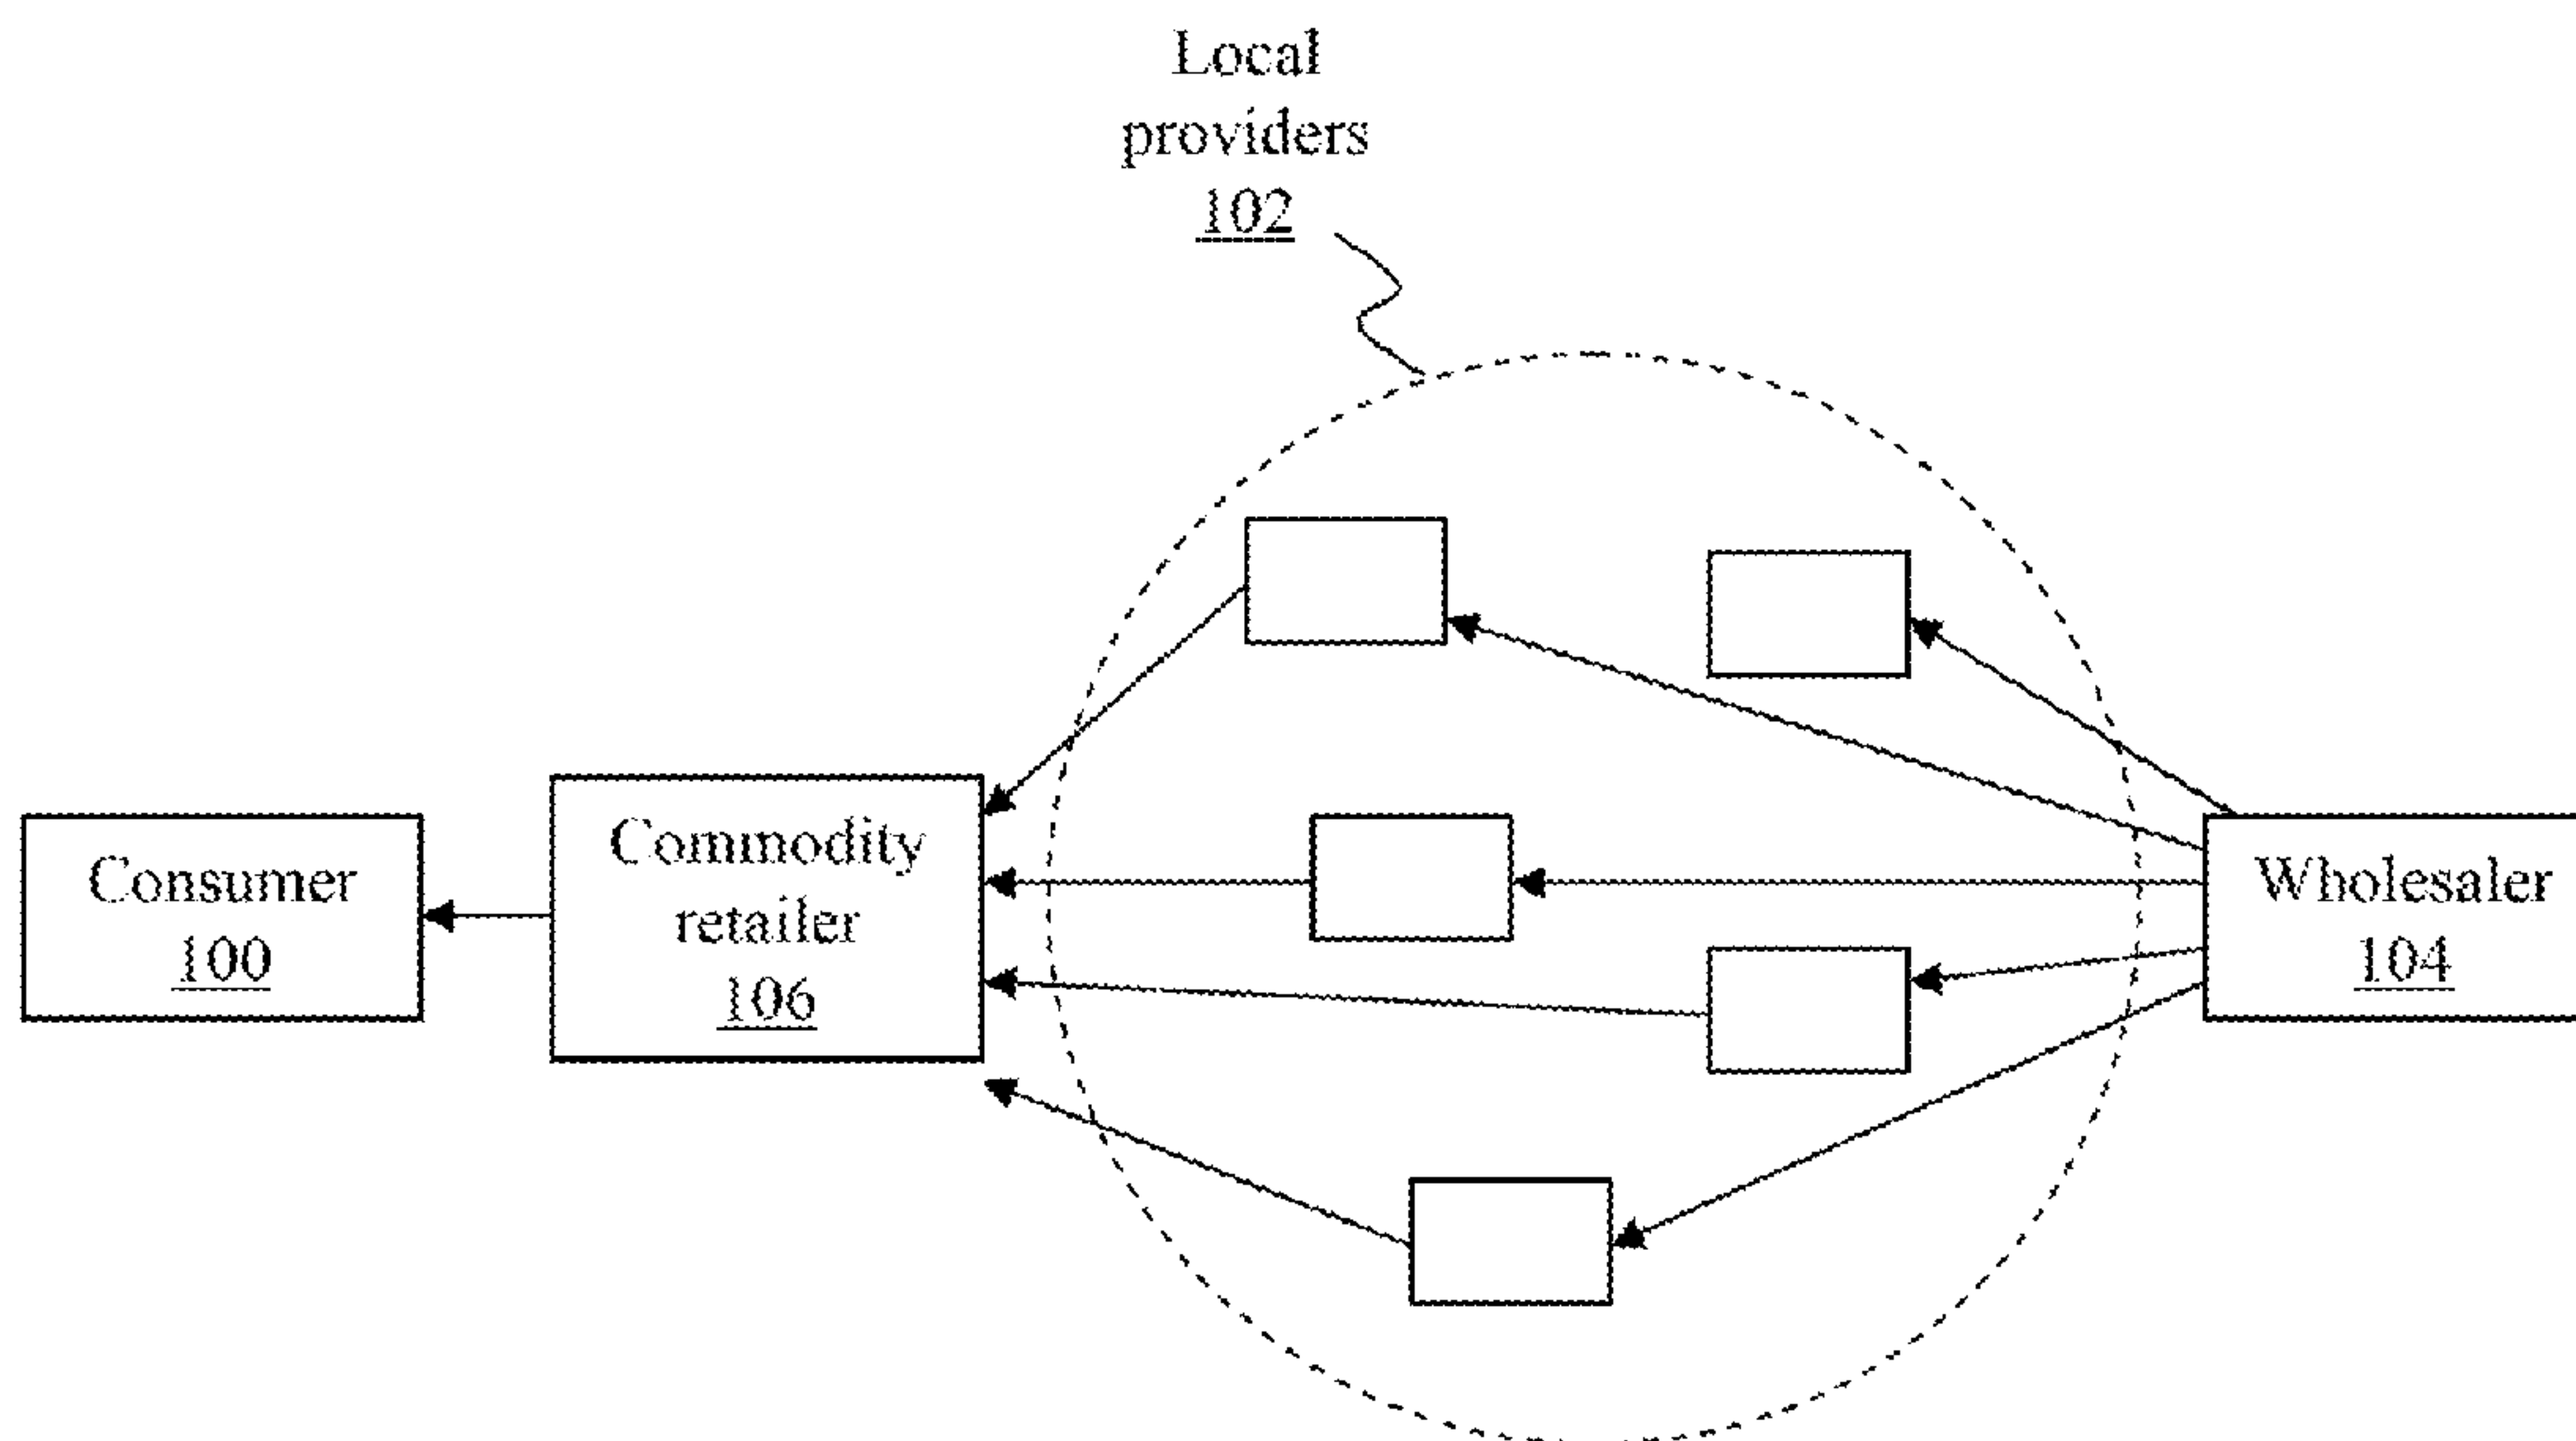 Local
providers
102
Consumer
100
Commodity
retailer
106
Wholesaler
104